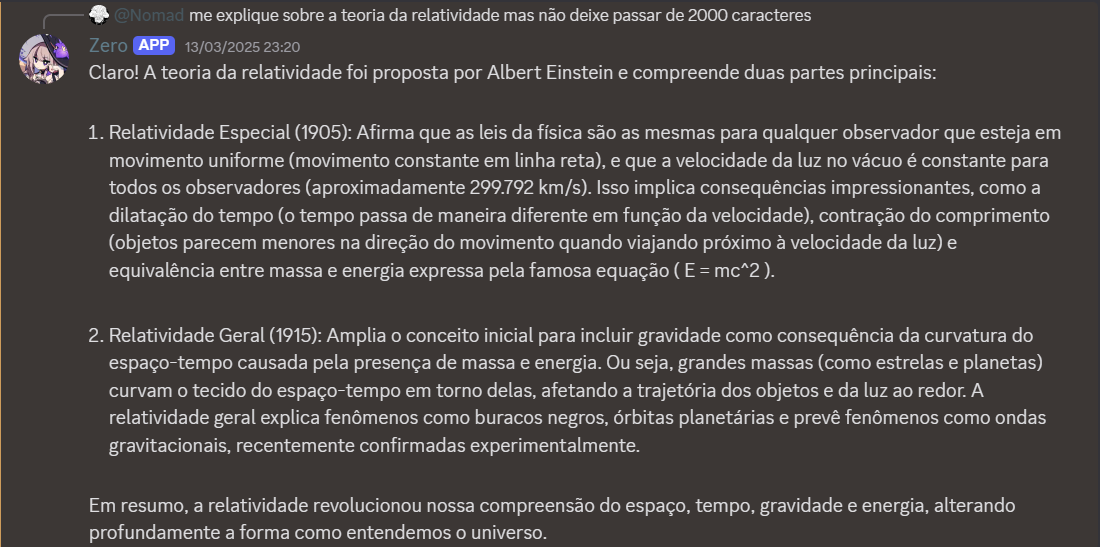 @Nomad me explique sobre a teoria da relatividade mas não deixe passar de 2000 caracteres
Zero APP 13/03/2025 23:20
Claro! A teoria da relatividade foi proposta por Albert Einstein e compreende duas partes principais:
1. Relatividade Especial (1905): Afirma que as leis da física são as mesmas para qualquer observador que esteja em
movimento uniforme (movimento constante em linha reta), e que a velocidade da luz no vácuo é constante para
todos os observadores (aproximadamente 299.792 km/s). Isso implica consequências impressionantes, como a
dilatação do tempo (o tempo passa de maneira diferente em função da velocidade), contração do comprimento
(objetos parecem menores na direção do movimento quando viajando próximo à velocidade da luz) e
equivalência entre massa e energia expressa pela famosa equação ( E = mc^2 ).
2. Relatividade Geral (1915): Amplia o conceito inicial para incluir gravidade como consequência da curvatura do
espaço-tempo causada pela presença de massa e energia. Ou seja, grandes massas (como estrelas e planetas)
curvam o tecido do espaço-tempo em torno delas, afetando a trajetória dos objetos e da luz ao redor. A
relatividade geral explica fenômenos como buracos negros, órbitas planetárias e prevê fenômenos como ondas
gravitacionais, recentemente confirmadas experimentalmente.
Em resumo, a relatividade revolucionou nossa compreensão do espaço, tempo, gravidade e energia, alterando
profundamente a forma como entendemos o universo.